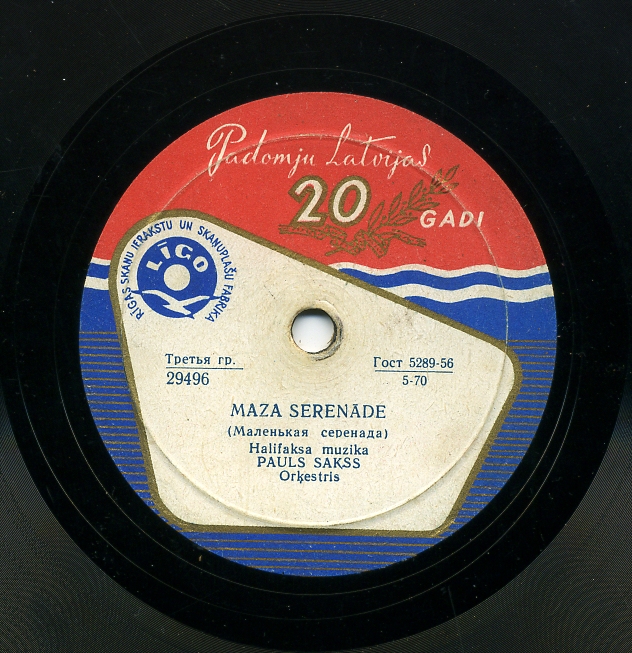 Padomju Latvijas
20 GADI
RĪGAS SKAŅU IERAKSTU UN SKAŅUPLAŠU FABRIKA
LĪGO
Третья гр.
29496
Гост 5289-56
5-70
MAZA SERENĀDE
(Маленькая серенада)
Halifaksa muzika
PAULS SAKSS
Orķestris